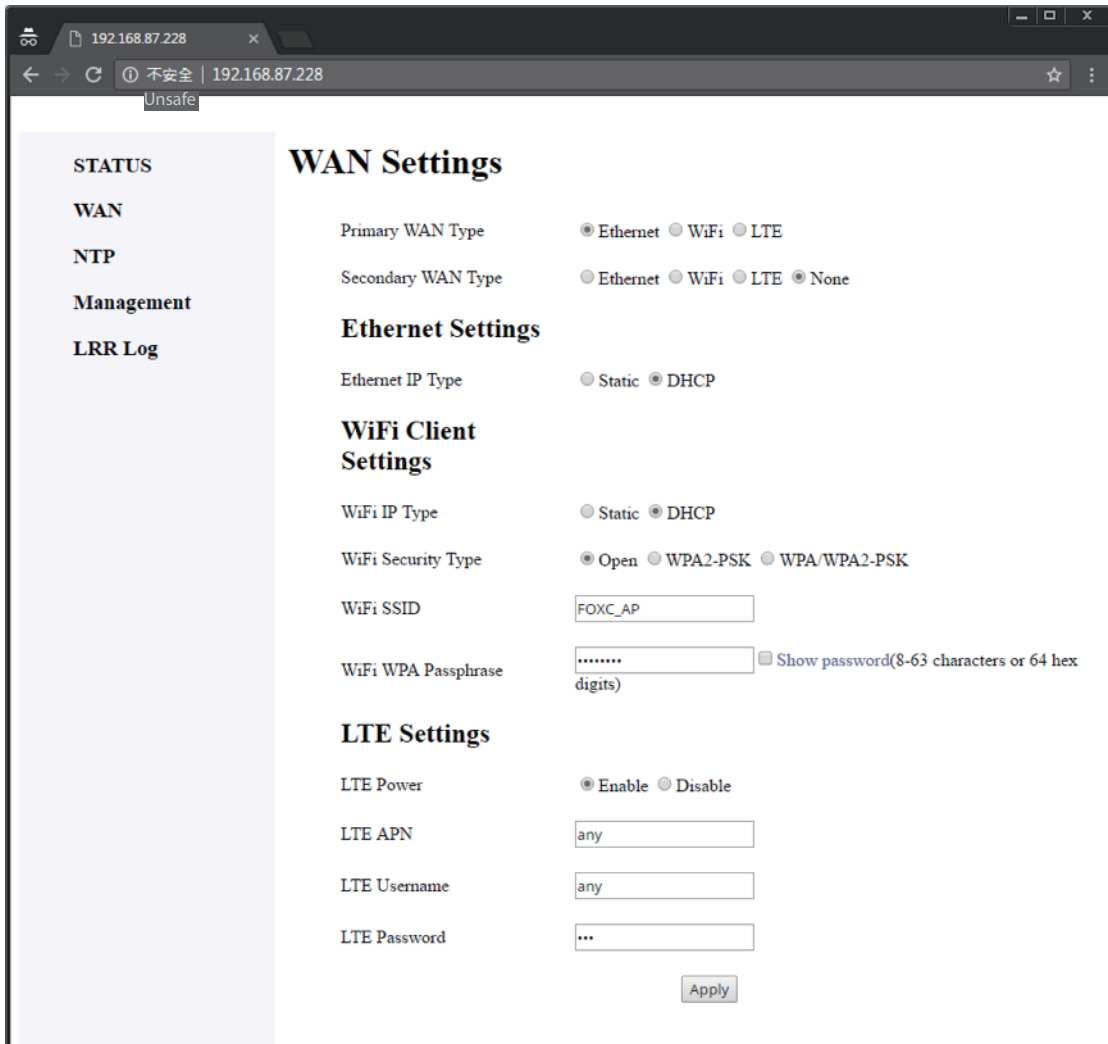 192.168.87.228
不安全 | 192.168.87.228
Unsafe
STATUS
WAN
NTP
Management
LRR Log
WAN Settings
Primary WAN Type Ethernet WiFi LTE
Secondary WAN Type Ethernet WiFi LTE None
Ethernet Settings
Ethernet IP Type Static DHCP
WiFi Client
Settings
WiFi IP Type Static DHCP
WiFi Security Type Open WPA2-PSK WPA/WPA2-PSK
WiFi SSID FOXC_AP
WiFi WPA Passphrase •••••••• Show password(8-63 characters or 64 hex
digits)
LTE Settings
LTE Power Enable Disable
LTE APN any
LTE Username any
LTE Password •••
Apply